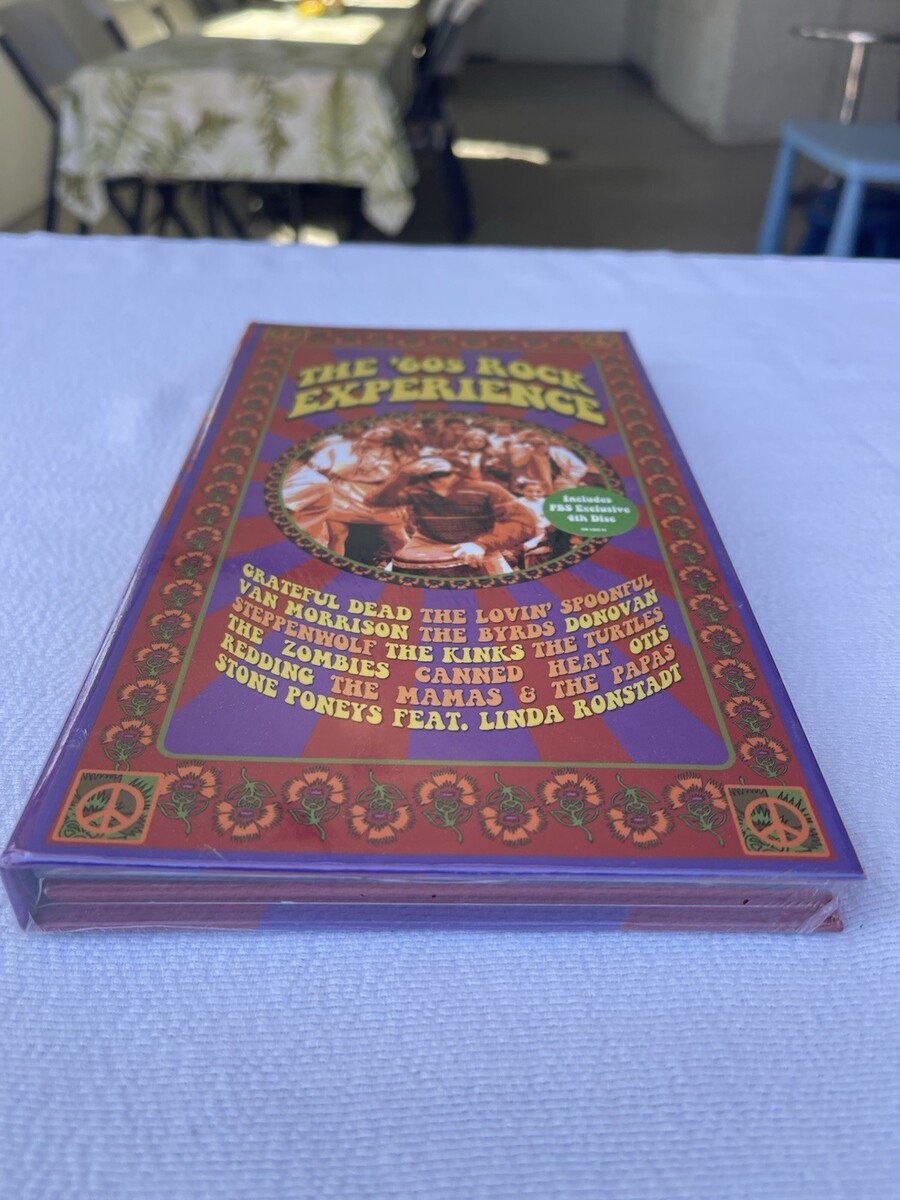 THE '60S ROCK
EXPERIENCE
Includes
PBS Exclusive
4th Disc
GRATEFUL DEAD THE LOVIN' SPOONFUL
VAN MORRISON THE BYRDS DONOVAN
STEPPENWOLF THE KINKS THE TURTLES
THE ZOMBIES CANNED HEAT OTIS
REDDING THE MAMAS & THE PAPAS
STONE PONEYS FEAT. LINDA RONSTADT